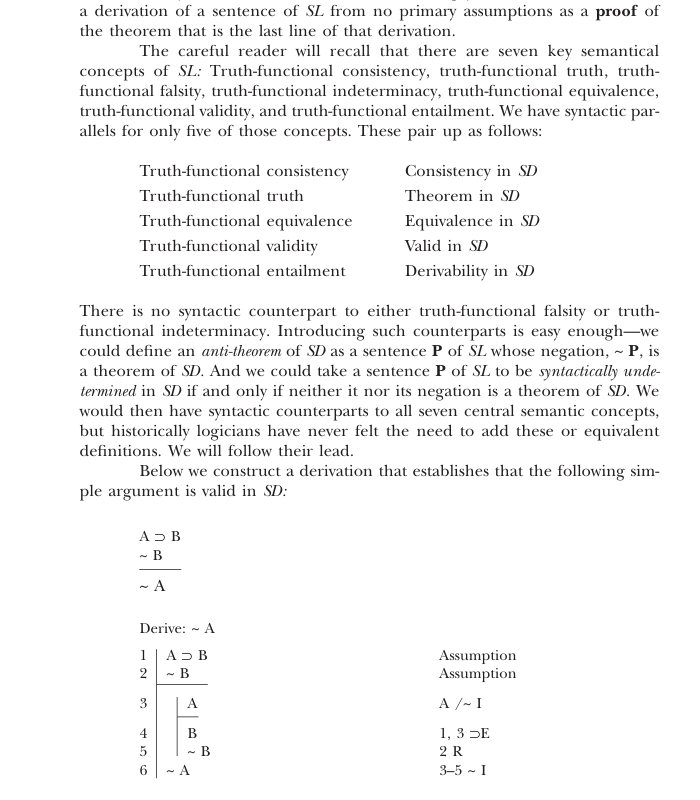 a derivation of a sentence of SL from no primary assumptions as a proof of
the theorem that is the last line of that derivation.
The careful reader will recall that there are seven key semantical
concepts of SL: Truth-functional consistency, truth-functional truth, truth-
functional falsity, truth-functional indeterminacy, truth-functional equivalence,
truth-functional validity, and truth-functional entailment. We have syntactic par-
allels for only five of those concepts. These pair up as follows:
Truth-functional consistency Consistency in SD
Truth-functional truth Theorem in SD
Truth-functional equivalence Equivalence in SD
Truth-functional validity Valid in SD
Truth-functional entailment Derivability in SD
There is no syntactic counterpart to either truth-functional falsity or truth-
functional indeterminacy. Introducing such counterparts is easy enough—we
could define an anti-theorem of SD as a sentence P of SL whose negation, ~ P, is
a theorem of SD. And we could take a sentence P of SL to be syntactically unde-
termined in SD if and only if neither it nor its negation is a theorem of SD. We
would then have syntactic counterparts to all seven central semantic concepts,
but historically logicians have never felt the need to add these or equivalent
definitions. We will follow their lead.
Below we construct a derivation that establishes that the following sim-
ple argument is valid in SD:
A ⊃ B
~ B
~ A
Derive: ~ A
1 A ⊃ B Assumption
2 ~ B Assumption
3 A A /~ I
4 B 1, 3 ⊃E
5 ~ B 2 R
6 ~ A 3–5 ~ I